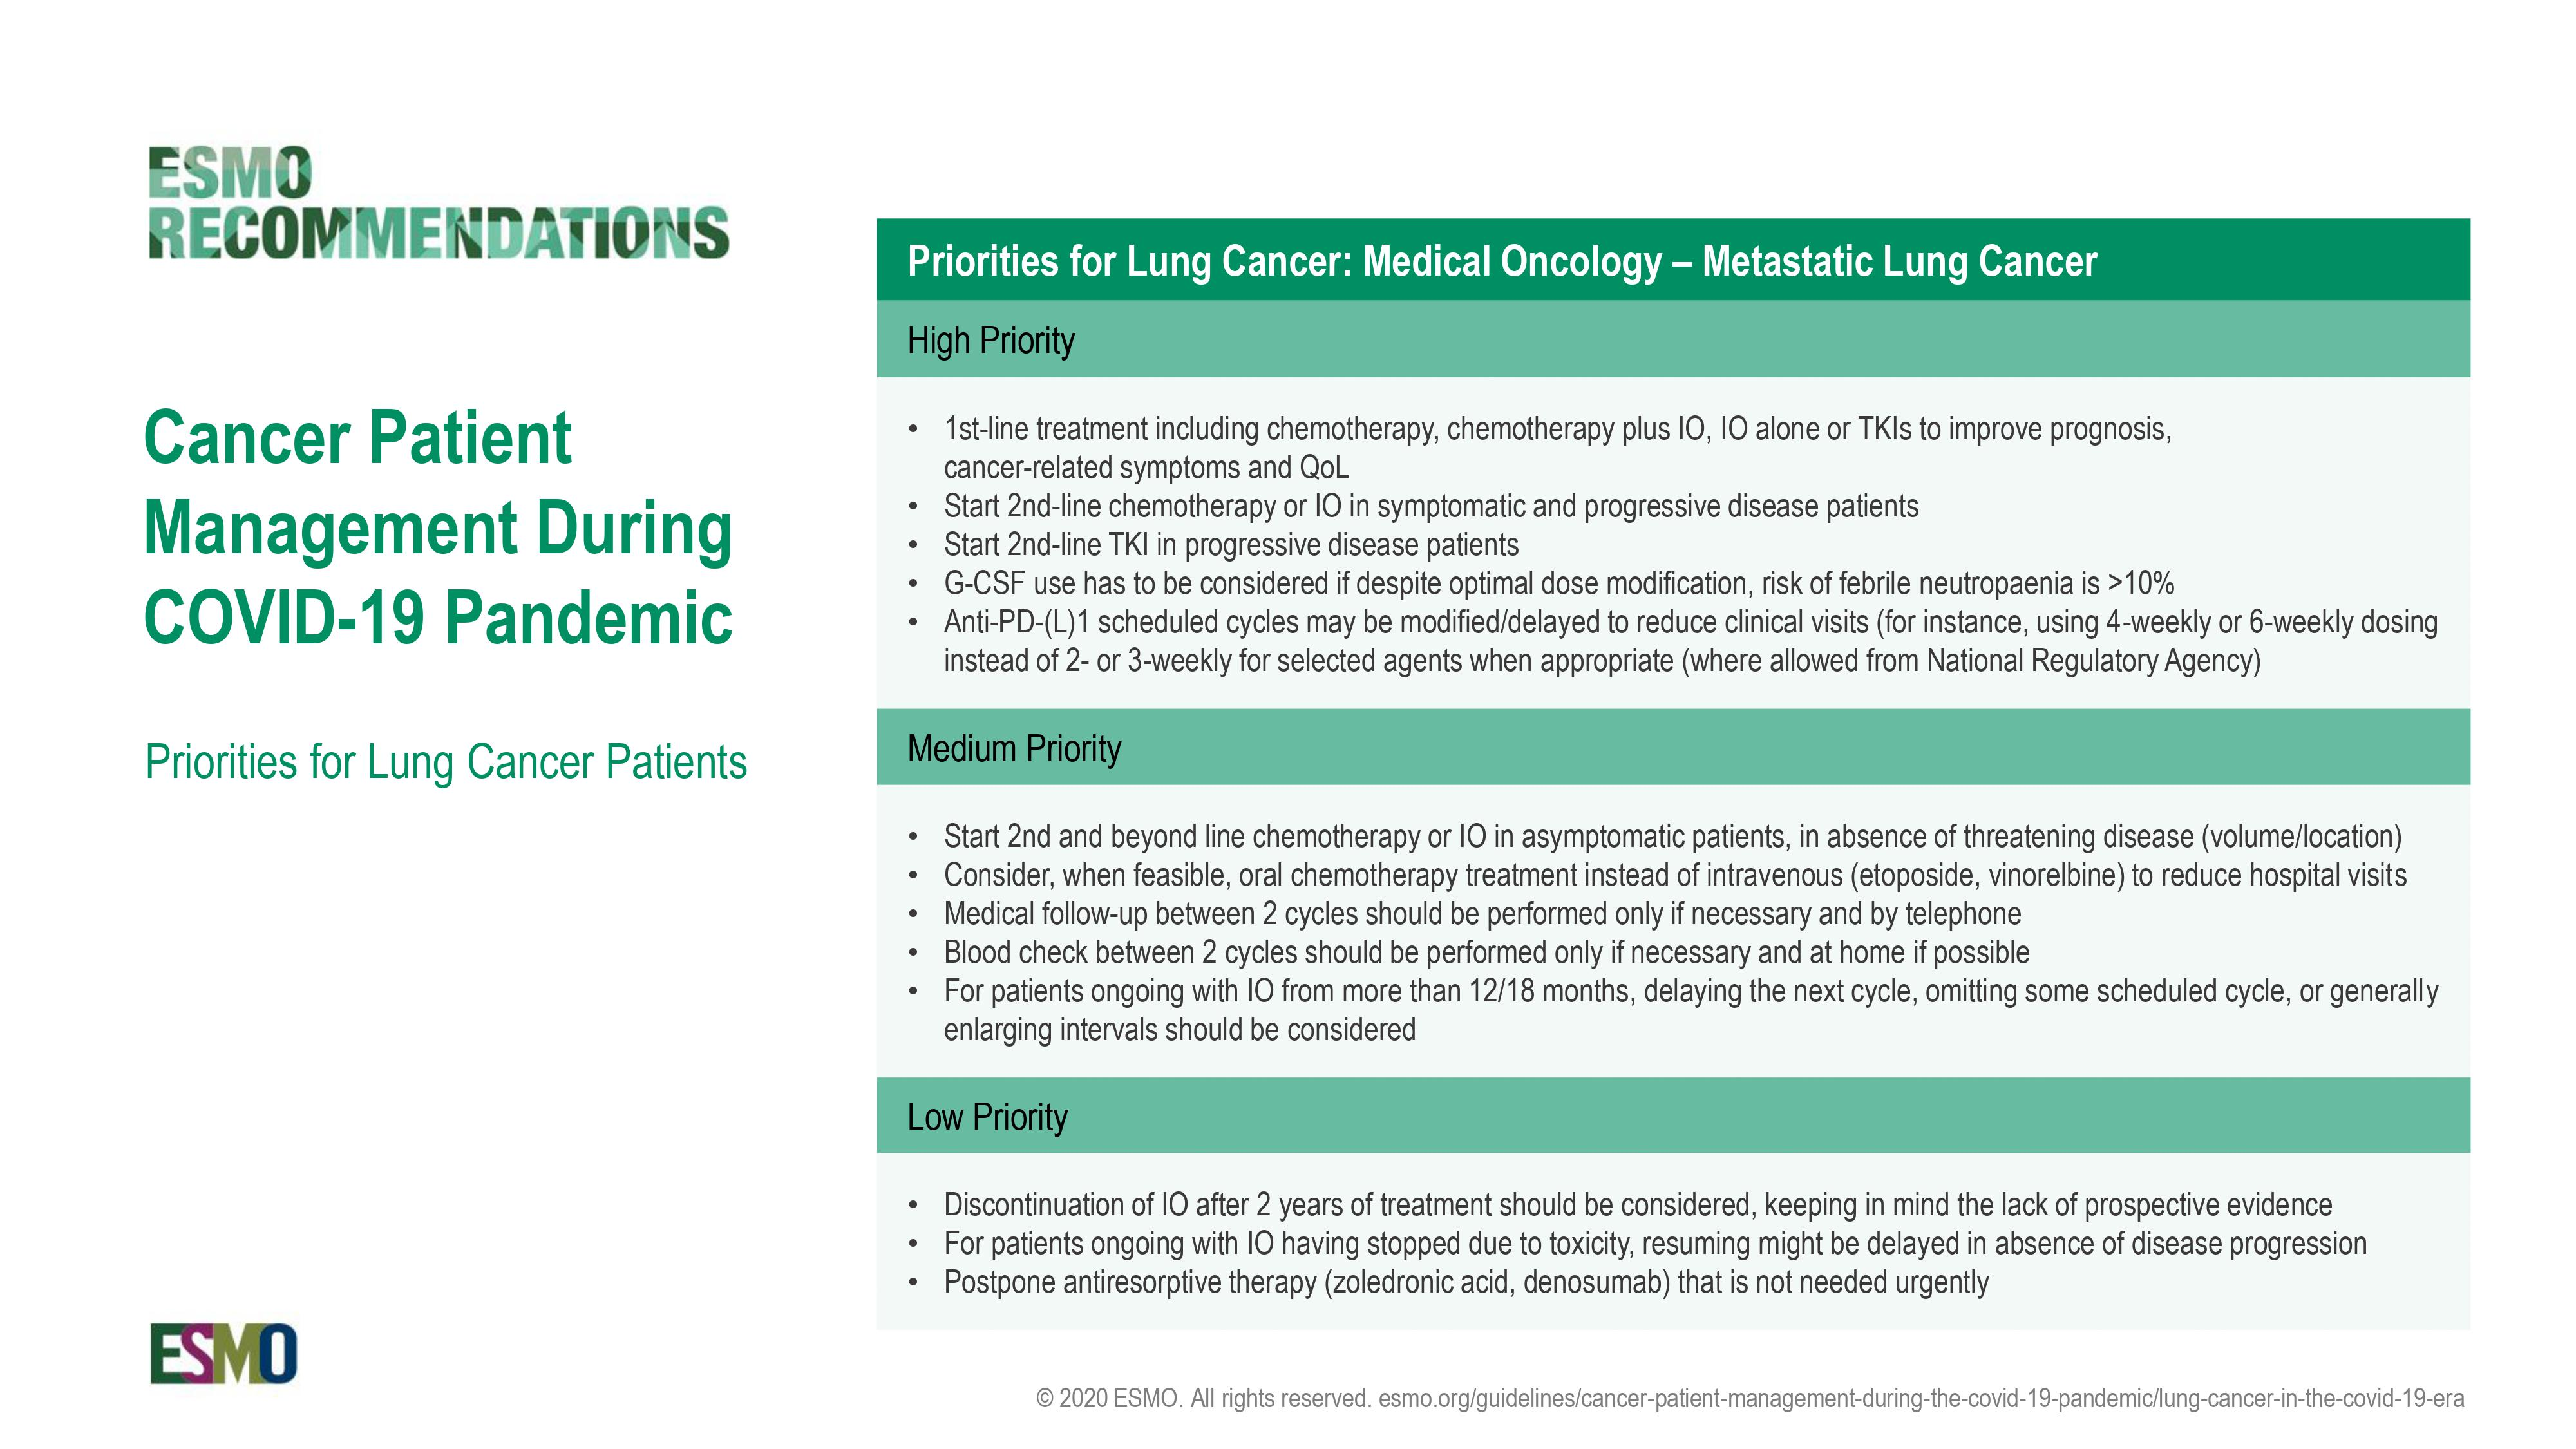 ESMO
RECOMMENDATIONS
Cancer Patient
Management During
COVID-19 Pandemic
Priorities for Lung Cancer Patients
Priorities for Lung Cancer: Medical Oncology – Metastatic Lung Cancer
High Priority
• 1st-line treatment including chemotherapy, chemotherapy plus IO, IO alone or TKIs to improve prognosis,
cancer-related symptoms and QoL
• Start 2nd-line chemotherapy or IO in symptomatic and progressive disease patients
• Start 2nd-line TKI in progressive disease patients
• G-CSF use has to be considered if despite optimal dose modification, risk of febrile neutropaenia is >10%
• Anti-PD-(L)1 scheduled cycles may be modified/delayed to reduce clinical visits (for instance, using 4-weekly or 6-weekly dosing
instead of 2- or 3-weekly for selected agents when appropriate (where allowed from National Regulatory Agency)
Medium Priority
• Start 2nd and beyond line chemotherapy or IO in asymptomatic patients, in absence of threatening disease (volume/location)
• Consider, when feasible, oral chemotherapy treatment instead of intravenous (etoposide, vinorelbine) to reduce hospital visits
• Medical follow-up between 2 cycles should be performed only if necessary and by telephone
• Blood check between 2 cycles should be performed only if necessary and at home if possible
• For patients ongoing with IO from more than 12/18 months, delaying the next cycle, omitting some scheduled cycle, or generally
enlarging intervals should be considered
Low Priority
• Discontinuation of IO after 2 years of treatment should be considered, keeping in mind the lack of prospective evidence
• For patients ongoing with IO having stopped due to toxicity, resuming might be delayed in absence of disease progression
• Postpone antiresorptive therapy (zoledronic acid, denosumab) that is not needed urgently
ESMO
© 2020 ESMO. All rights reserved. esmo.org/guidelines/cancer-patient-management-during-the-covid-19-pandemic/lung-cancer-in-the-covid-19-era